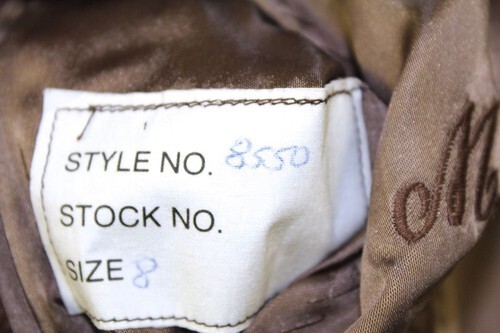 STYLE NO. 8550
STOCK NO.
SIZE 8
M